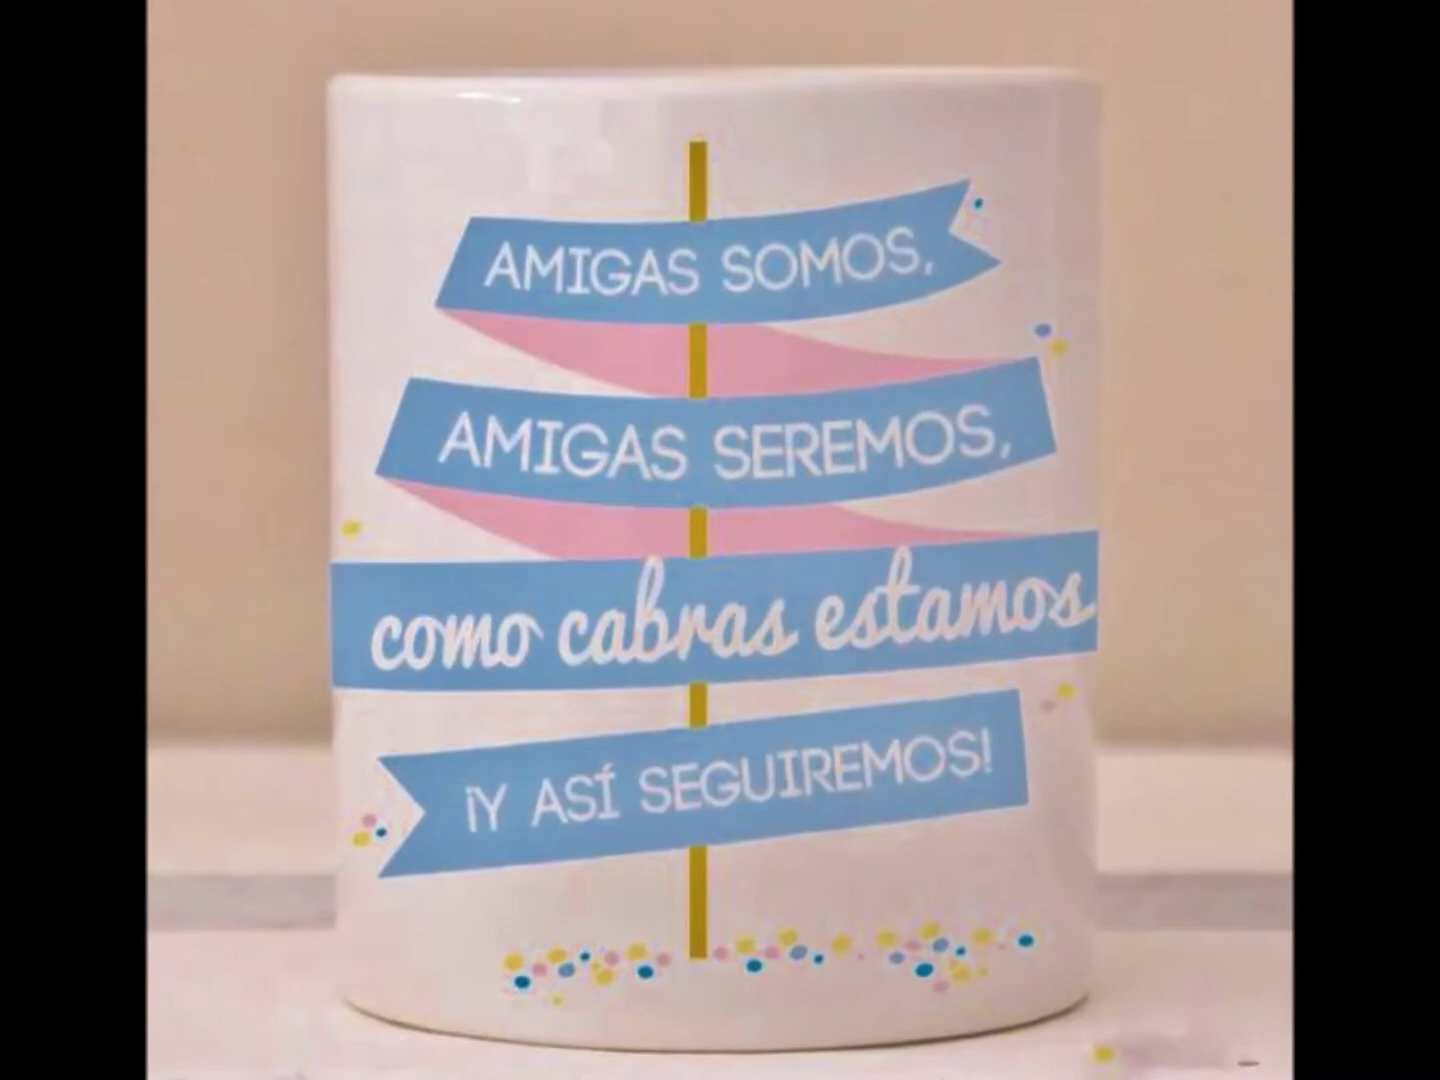 AMIGAS SOMOS,
AMIGAS SEREMOS,
como cabras estamos
¡Y ASÍ SEGUIREMOS!